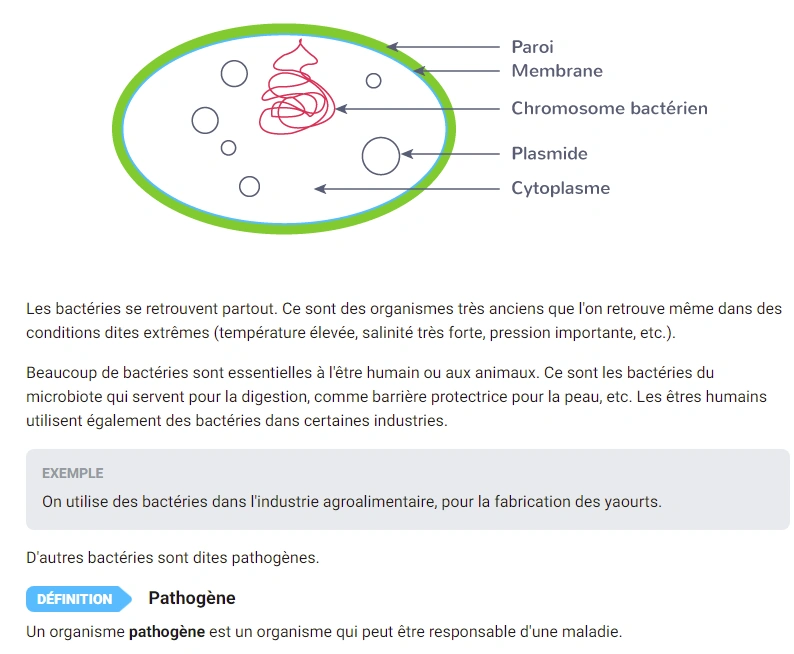 Paroi
Membrane
Chromosome bactérien
Plasmide
Cytoplasme
Les bactéries se retrouvent partout. Ce sont des organismes très anciens que l'on retrouve même dans des
conditions dites extrêmes (température élevée, salinité très forte, pression importante, etc.).
Beaucoup de bactéries sont essentielles à l'être humain ou aux animaux. Ce sont les bactéries du
microbiote qui servent pour la digestion, comme barrière protectrice pour la peau, etc. Les êtres humains
utilisent également des bactéries dans certaines industries.
EXEMPLE
On utilise des bactéries dans l'industrie agroalimentaire, pour la fabrication des yaourts.
D'autres bactéries sont dites pathogènes.
DÉFINITION Pathogène
Un organisme pathogène est un organisme qui peut être responsable d'une maladie.